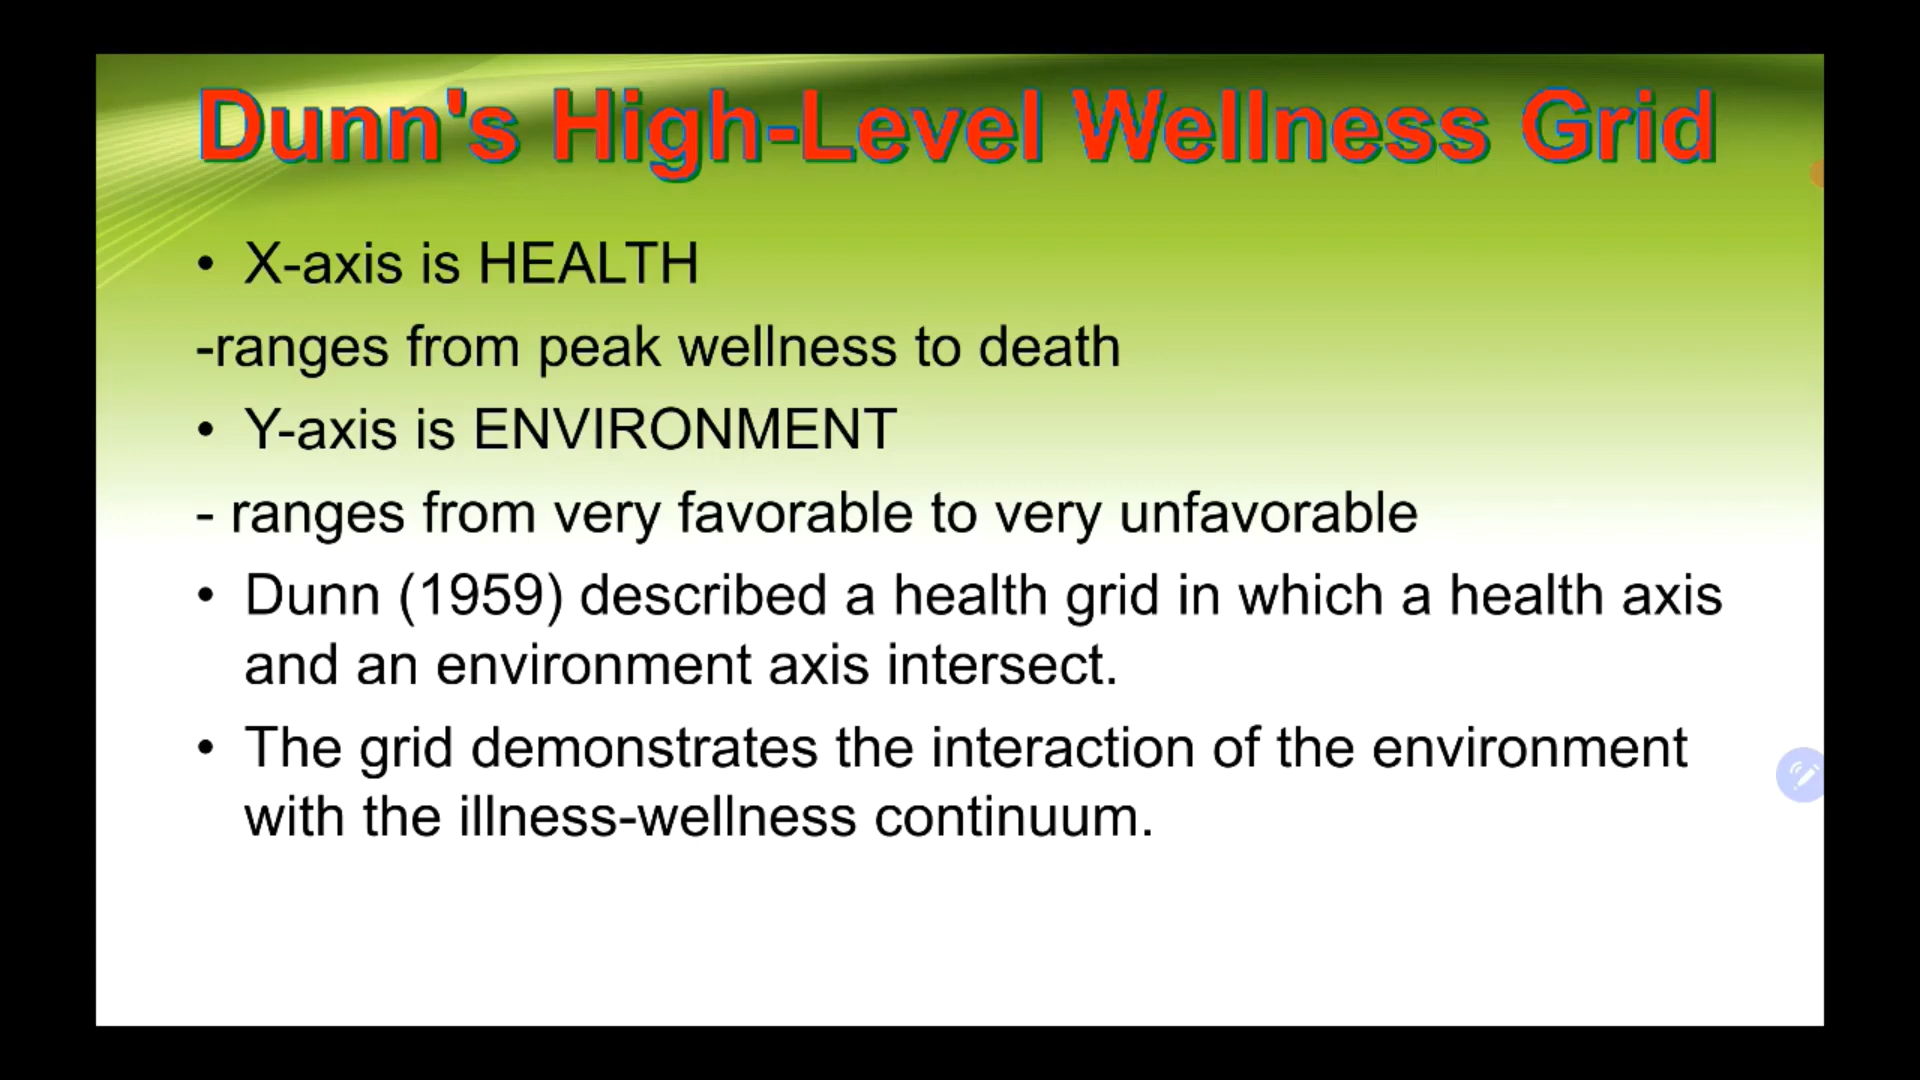 Dunn's High-Level Wellness Grid
• X-axis is HEALTH
-ranges from peak wellness to death
• Y-axis is ENVIRONMENT
- ranges from very favorable to very unfavorable
• Dunn (1959) described a health grid in which a health axis
and an environment axis intersect.
• The grid demonstrates the interaction of the environment
with the illness-wellness continuum.